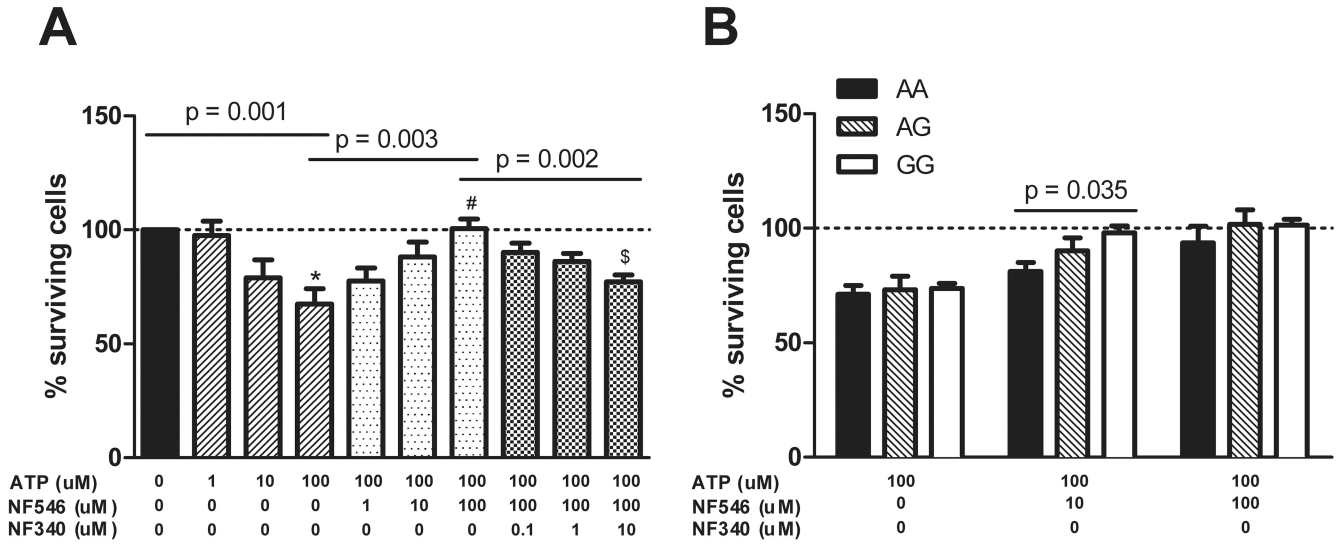 A
B
150
p = 0.001
p = 0.003
p = 0.002
100
50
0
% surviving cells
*
#
$
ATP (uM) 0 1 10 100 100 100 100 100 100 100
NF546 (uM) 0 0 0 0 1 10 100 100 100 100
NF340 (uM) 0 0 0 0 0 0 0 0.1 1 10
AA
AG
GG
150
p = 0.035
100
50
0
% surviving cells
ATP (uM) 100 100 100
NF546 (uM) 0 10 100
NF340 (uM) 0 0 0